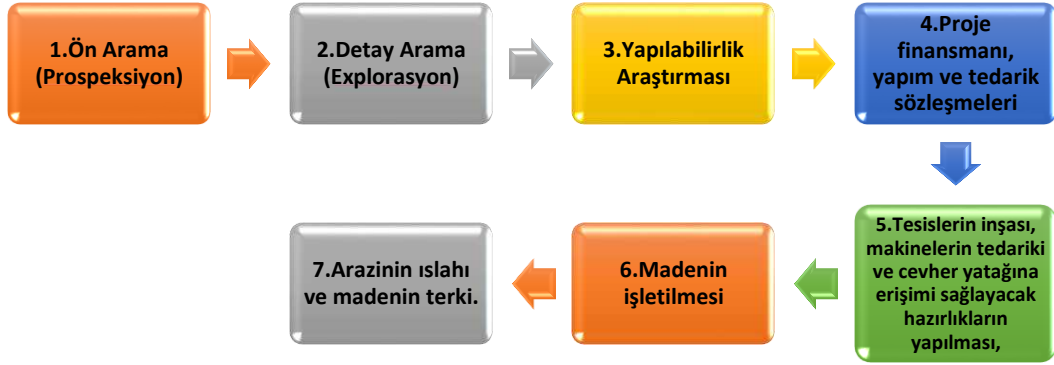 1.Ön Arama
(Prospeksiyon)
2.Detay Arama
(Explorasyon)
3.Yapılabilirlik
Araştırması
4.Proje
finansmanı,
yapım ve tedarik
sözleşmeleri
5.Tesislerin inşası,
makinelerin tedariki
ve cevher yatağına
erişimi sağlayacak
hazırlıkların
yapılması,
6.Madenin
işletilmesi
7.Arazinin ıslahı
ve madenin terki.